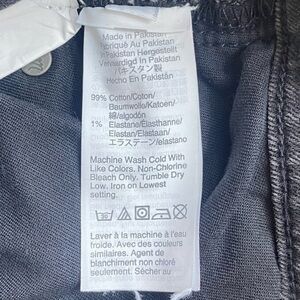 Made in Pakistan
Fabriqué Au Pakistan
In Pakistan Hergestellt
Vervaardigd In Pakistan
パキスタン製
Hecho En Pakistán
99% Cotton/Coton/
Baumwolle/Katoen/
綿/algodón
1% Elastane/Élasthanne/
Elastan/Elastaan/
エラステーン/elastano
Machine Wash Cold With
Like Colors, Non-Chlorine
Bleach Only, Tumble Dry
Low, Iron on Lowest
setting.
Laver à la machine à eau
froide. Avec des couleurs
similaires. Agent de
blanchiment non chloré
seulement. Sécher au